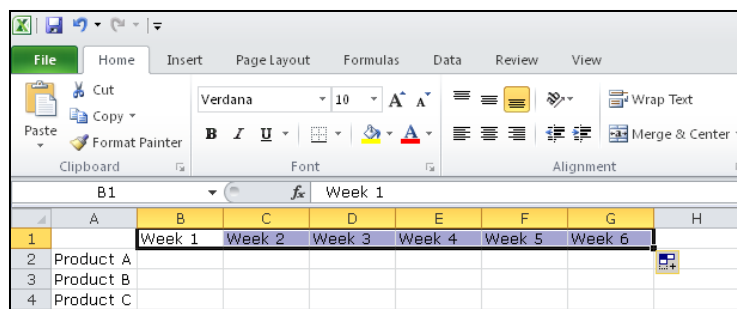 File Home Insert Page Layout Formulas Data Review View
Cut
Copy
Format Painter
Paste
Verdana 10 A A
B I U A
Wrap Text
Merge & Center
Clipboard Font Alignment
B1 fx Week 1
A B C D E F G H
1 Week 1 Week 2 Week 3 Week 4 Week 5 Week 6
2 Product A
3 Product B
4 Product C